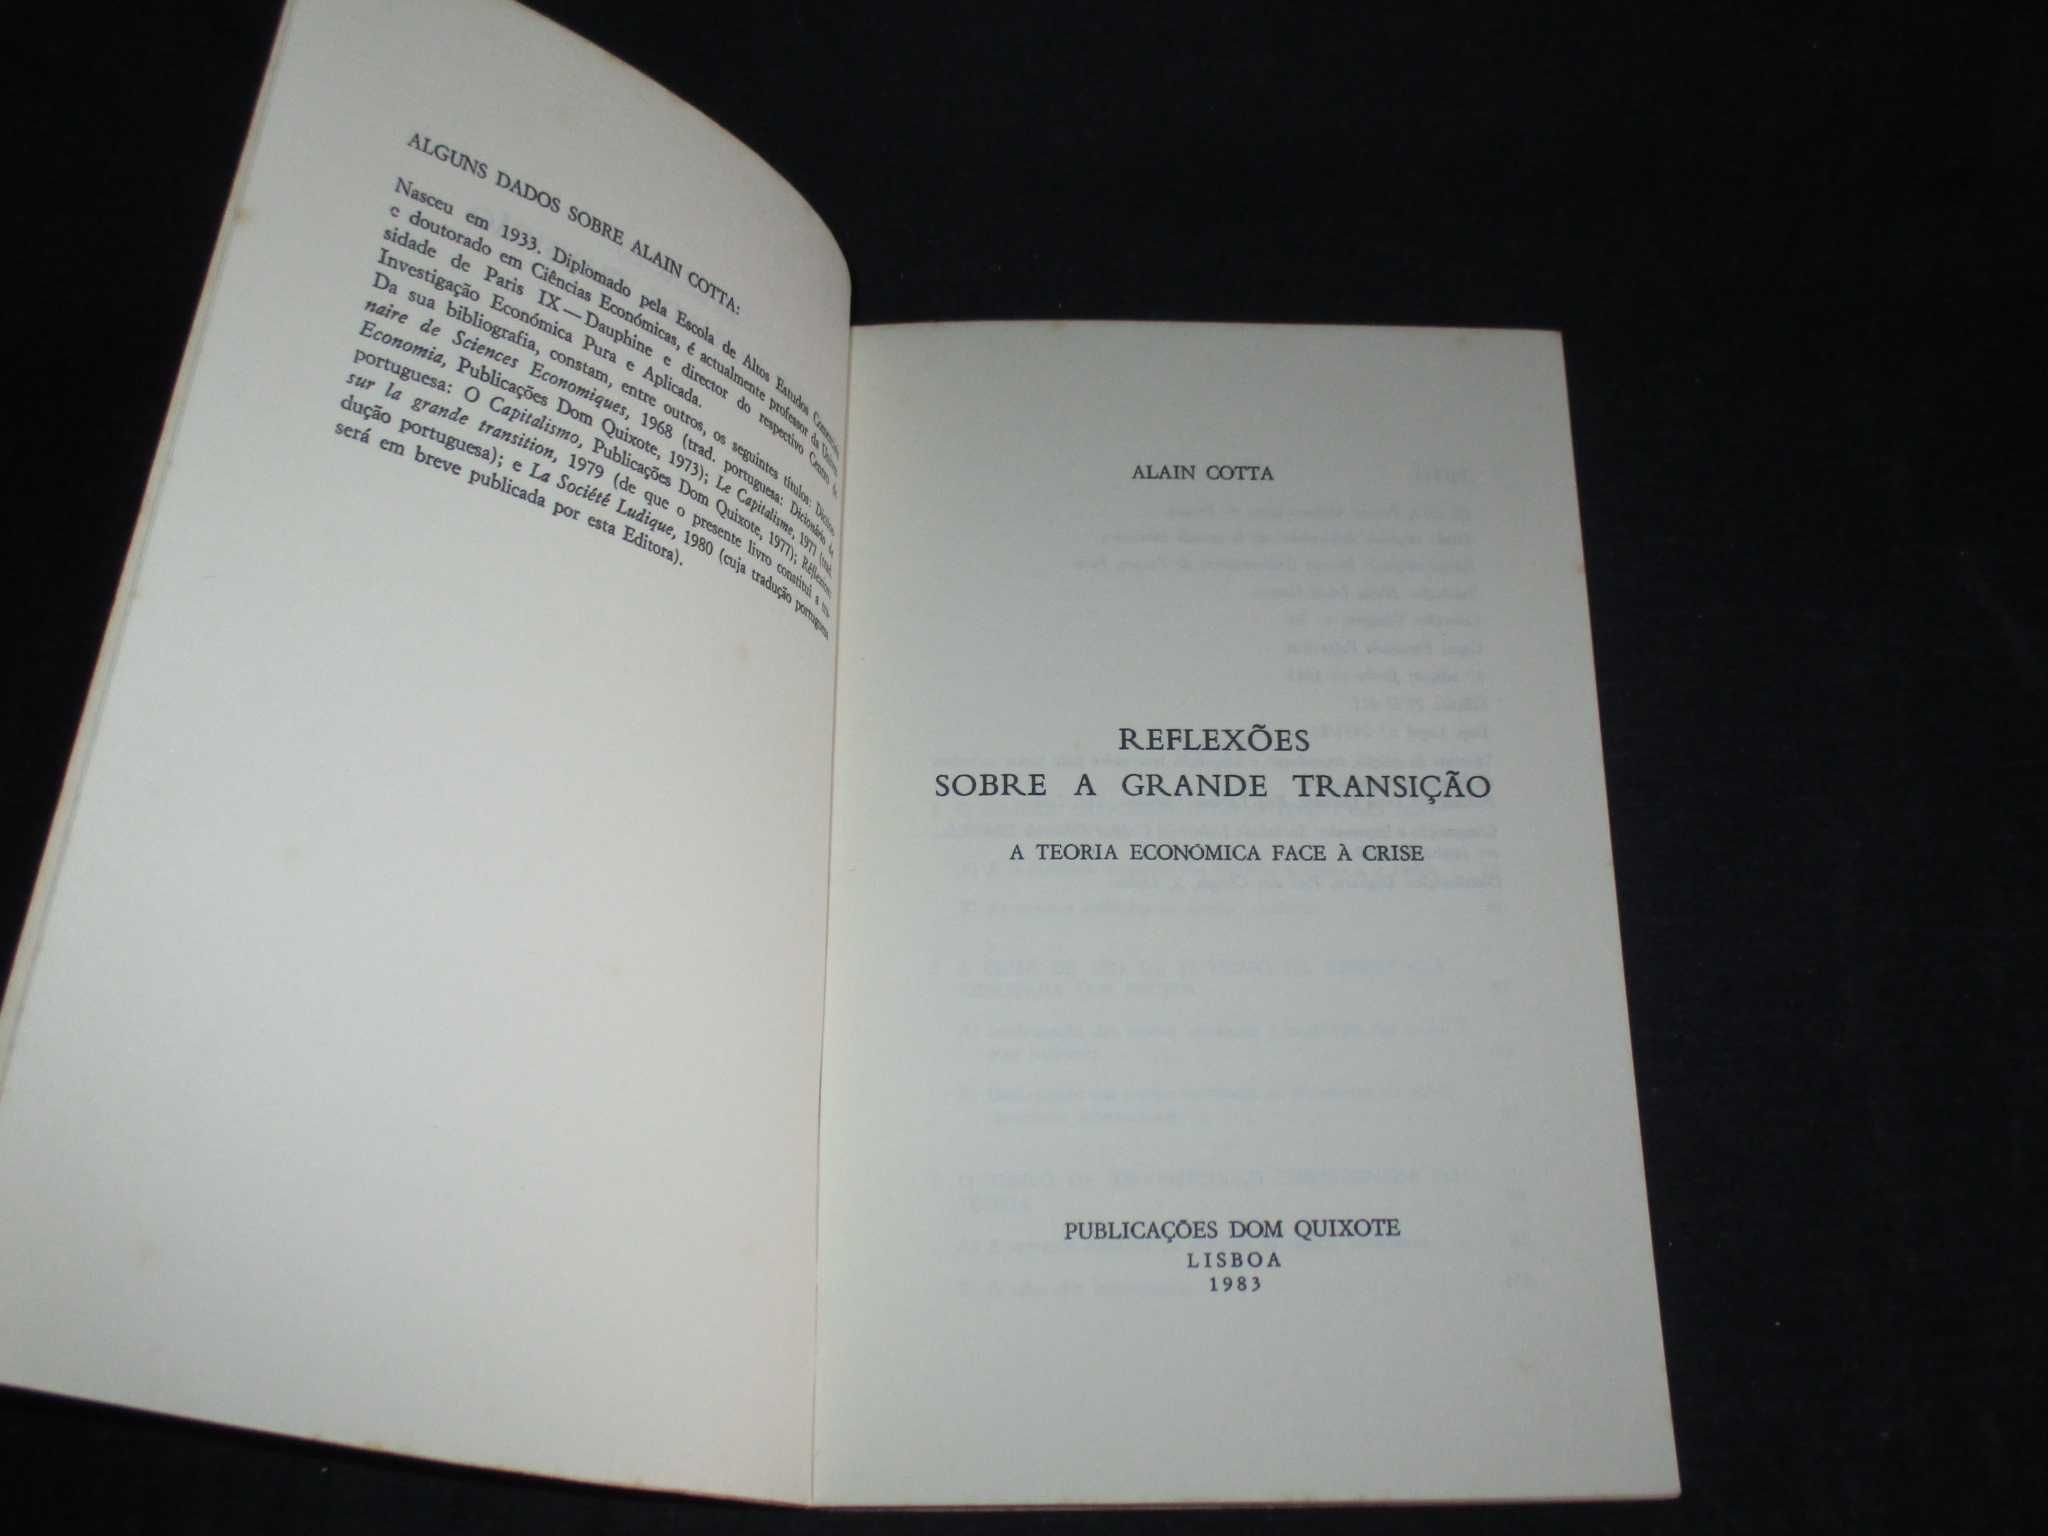 ALGUNS DADOS SOBRE ALAIN COTTA:
Nasceu em 1933. Diplomado pela Escola de Altos Estudos Comerciais
e doutorado em Ciências Económicas, é actualmente professor da Univer-
sidade de Paris IX — Dauphine e director do respectivo Centro de
Investigação Económica Pura e Aplicada.
Da sua bibliografia, constam, entre outros, os seguintes títulos: Diction-
naire de Sciences Economiques, 1968 (trad. portuguesa: Dicionário de
Economia, Publicações Dom Quixote, 1973); Le Capitalisme, 1977 (trad.
portuguesa: O Capitalismo, Publicações Dom Quixote, 1977); Réflexions
sur la grande transition, 1979 (de que o presente livro constitui a tra-
dução portuguesa); e La Société Ludique, 1980 (cuja tradução portuguesa
será em breve publicada por esta Editora).
ALAIN COTTA
REFLEXÕES
SOBRE A GRANDE TRANSIÇÃO
A TEORIA ECONÓMICA FACE À CRISE
PUBLICAÇÕES DOM QUIXOTE
LISBOA
1983